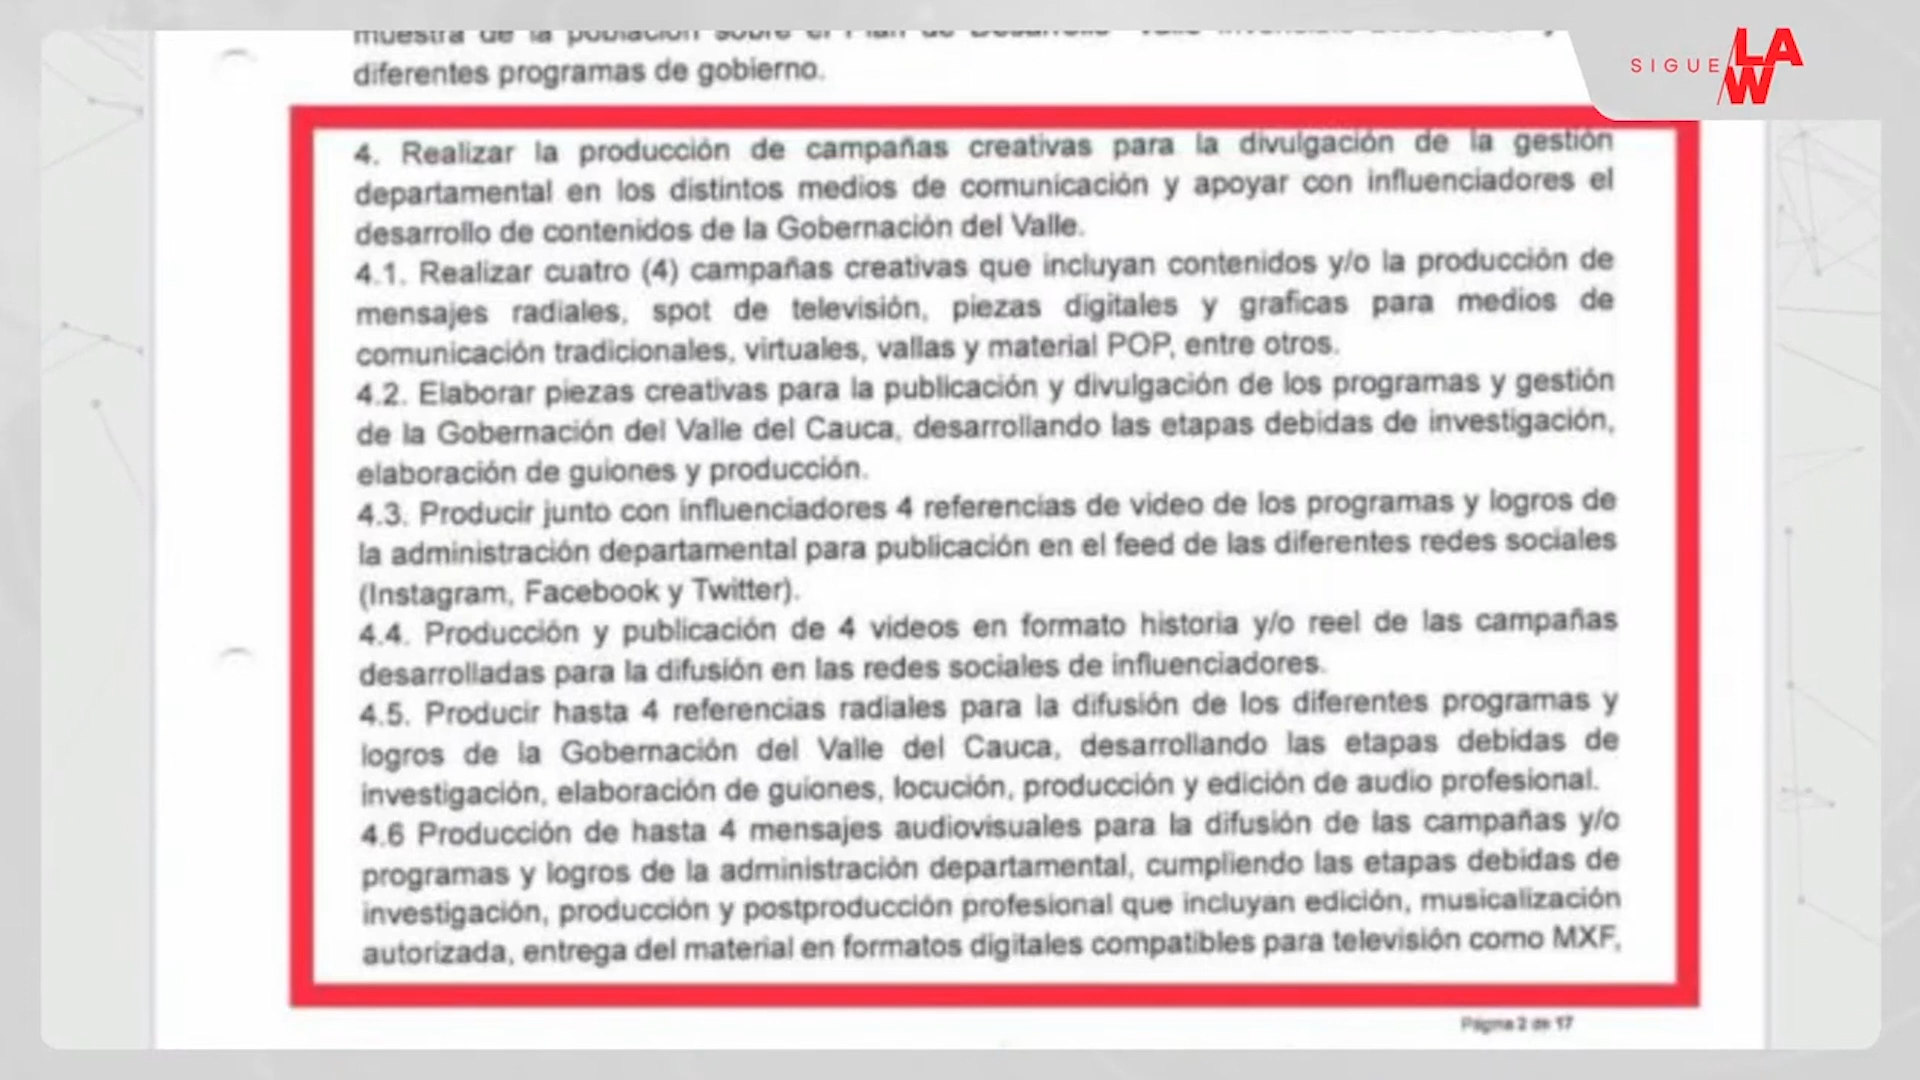 muestra de la población sobre el Plan de Desarrollo
diferentes programas de gobierno.
SIGUE LA W
4. Realizar la producción de campañas creativas para la divulgación de la gestión
departamental en los distintos medios de comunicación y apoyar con influenciadores el
desarrollo de contenidos de la Gobernación del Valle.
4.1. Realizar cuatro (4) campañas creativas que incluyan contenidos y/o la producción de
mensajes radiales, spot de televisión, piezas digitales y graficas para medios de
comunicación tradicionales, virtuales, vallas y material POP, entre otros.
4.2. Elaborar piezas creativas para la publicación y divulgación de los programas y gestión
de la Gobernación del Valle del Cauca, desarrollando las etapas debidas de investigación,
elaboración de guiones y producción.
4.3. Producir junto con influenciadores 4 referencias de video de los programas y logros de
la administración departamental para publicación en el feed de las diferentes redes sociales
(Instagram, Facebook y Twitter).
4.4. Producción y publicación de 4 videos en formato historia y/o reel de las campañas
desarrolladas para la difusión en las redes sociales de influenciadores.
4.5. Producir hasta 4 referencias radiales para la difusión de los diferentes programas y
logros de la Gobernación del Valle del Cauca, desarrollando las etapas debidas de
investigación, elaboración de guiones, locución, producción y edición de audio profesional.
4.6 Producción de hasta 4 mensajes audiovisuales para la difusión de las campañas y/o
programas y logros de la administración departamental, cumpliendo las etapas debidas de
investigación, producción y postproducción profesional que incluyan edición, musicalización
autorizada, entrega del material en formatos digitales compatibles para televisión como MXF,
Página 2 de 17